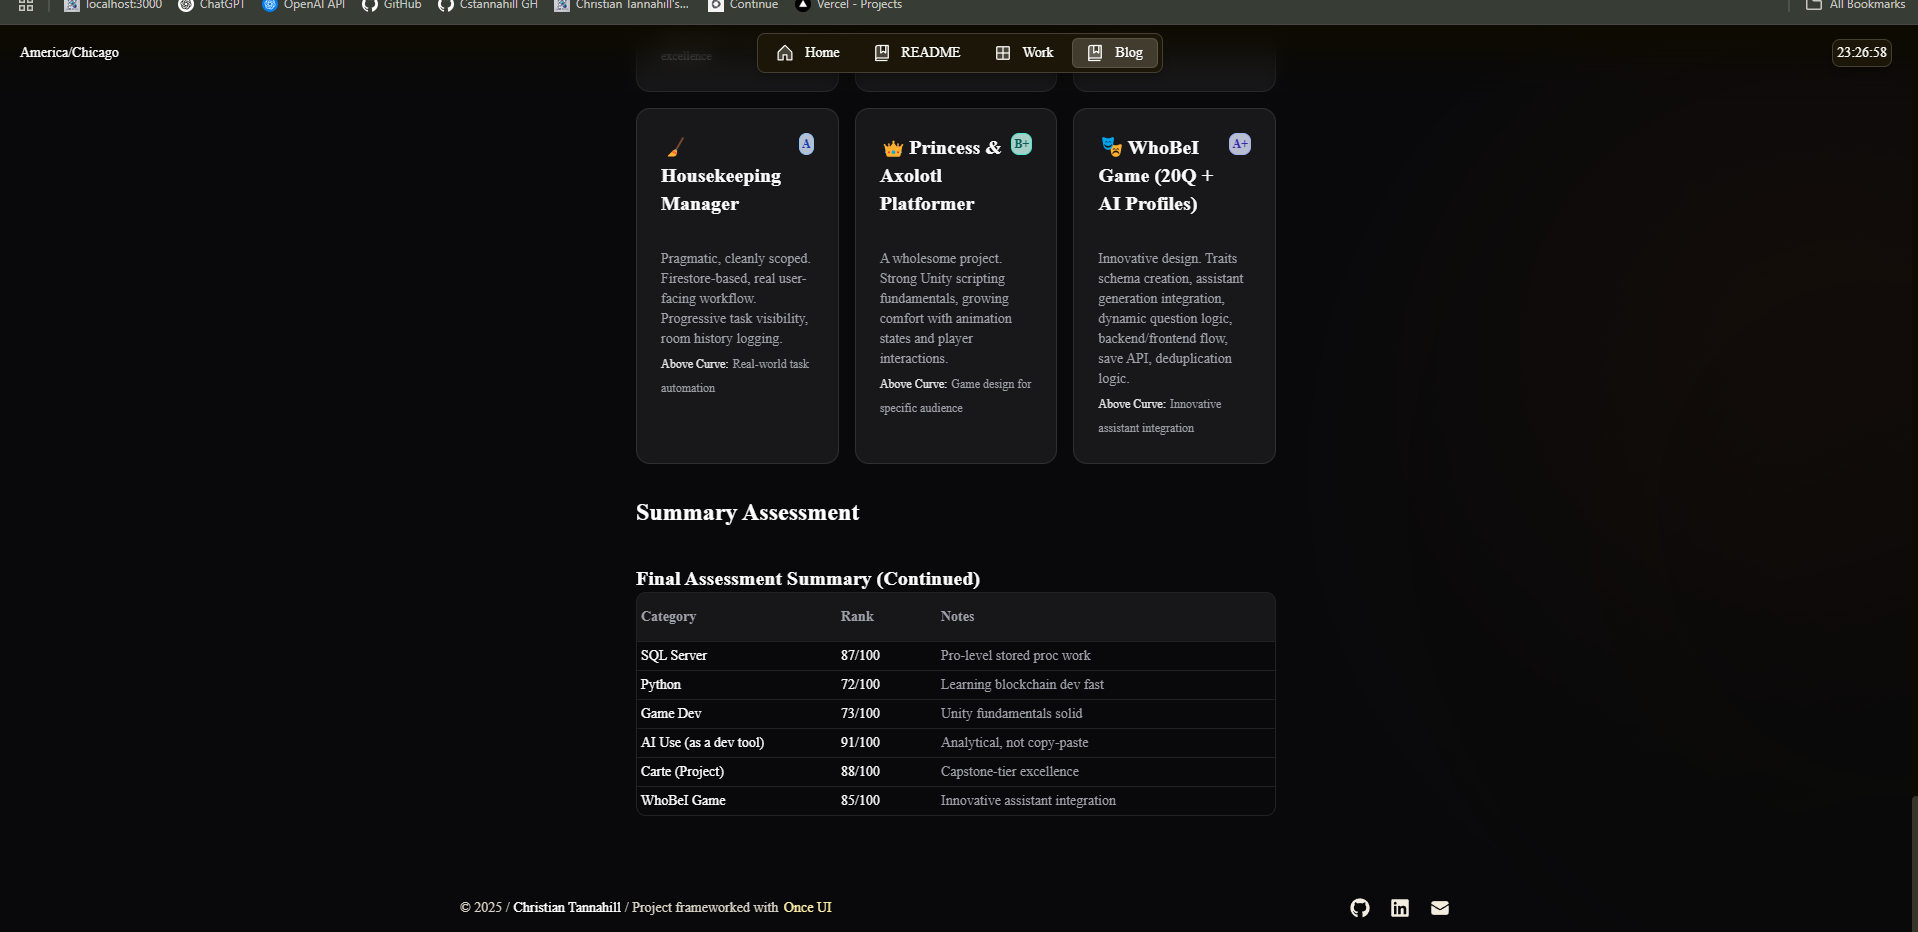 localhost:3000 ChatGPT OpenAI API GitHub Cstannahill GH Christian Tannahill's... Continue Vercel - Projects All Bookmarks
America/Chicago Home README Work Blog 23:26:58
excellence
Housekeeping
Manager
A
Pragmatic, cleanly scoped.
Firestore-based, real user-
facing workflow.
Progressive task visibility,
room history logging.
Above Curve: Real-world task
automation
Princess &
Axolotl
Platformer
B+
A wholesome project.
Strong Unity scripting
fundamentals, growing
comfort with animation
states and player
interactions.
Above Curve: Game design for
specific audience
WhoBeI
Game (20Q +
AI Profiles)
A+
Innovative design. Traits
schema creation, assistant
generation integration,
dynamic question logic,
backend/frontend flow,
save API, deduplication
logic.
Above Curve: Innovative
assistant integration
Summary Assessment
Final Assessment Summary (Continued)
Category Rank Notes
SQL Server 87/100 Pro-level stored proc work
Python 72/100 Learning blockchain dev fast
Game Dev 73/100 Unity fundamentals solid
AI Use (as a dev tool) 91/100 Analytical, not copy-paste
Carte (Project) 88/100 Capstone-tier excellence
WhoBeI Game 85/100 Innovative assistant integration
© 2025 / Christian Tannahill / Project frameworked with Once UI